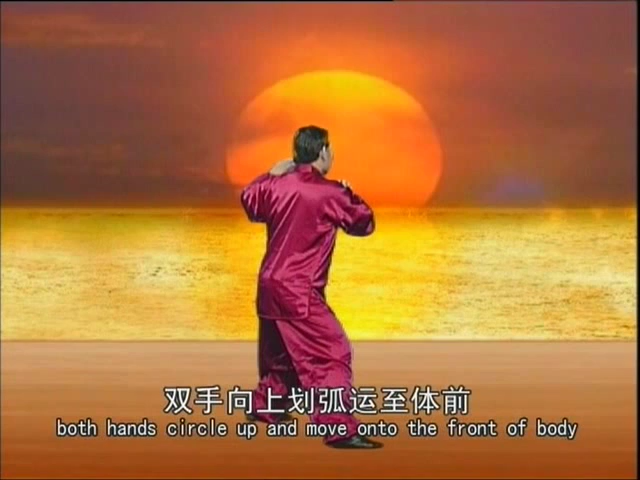 双手向上划弧运至体前
both hands circle up and move onto the front of body